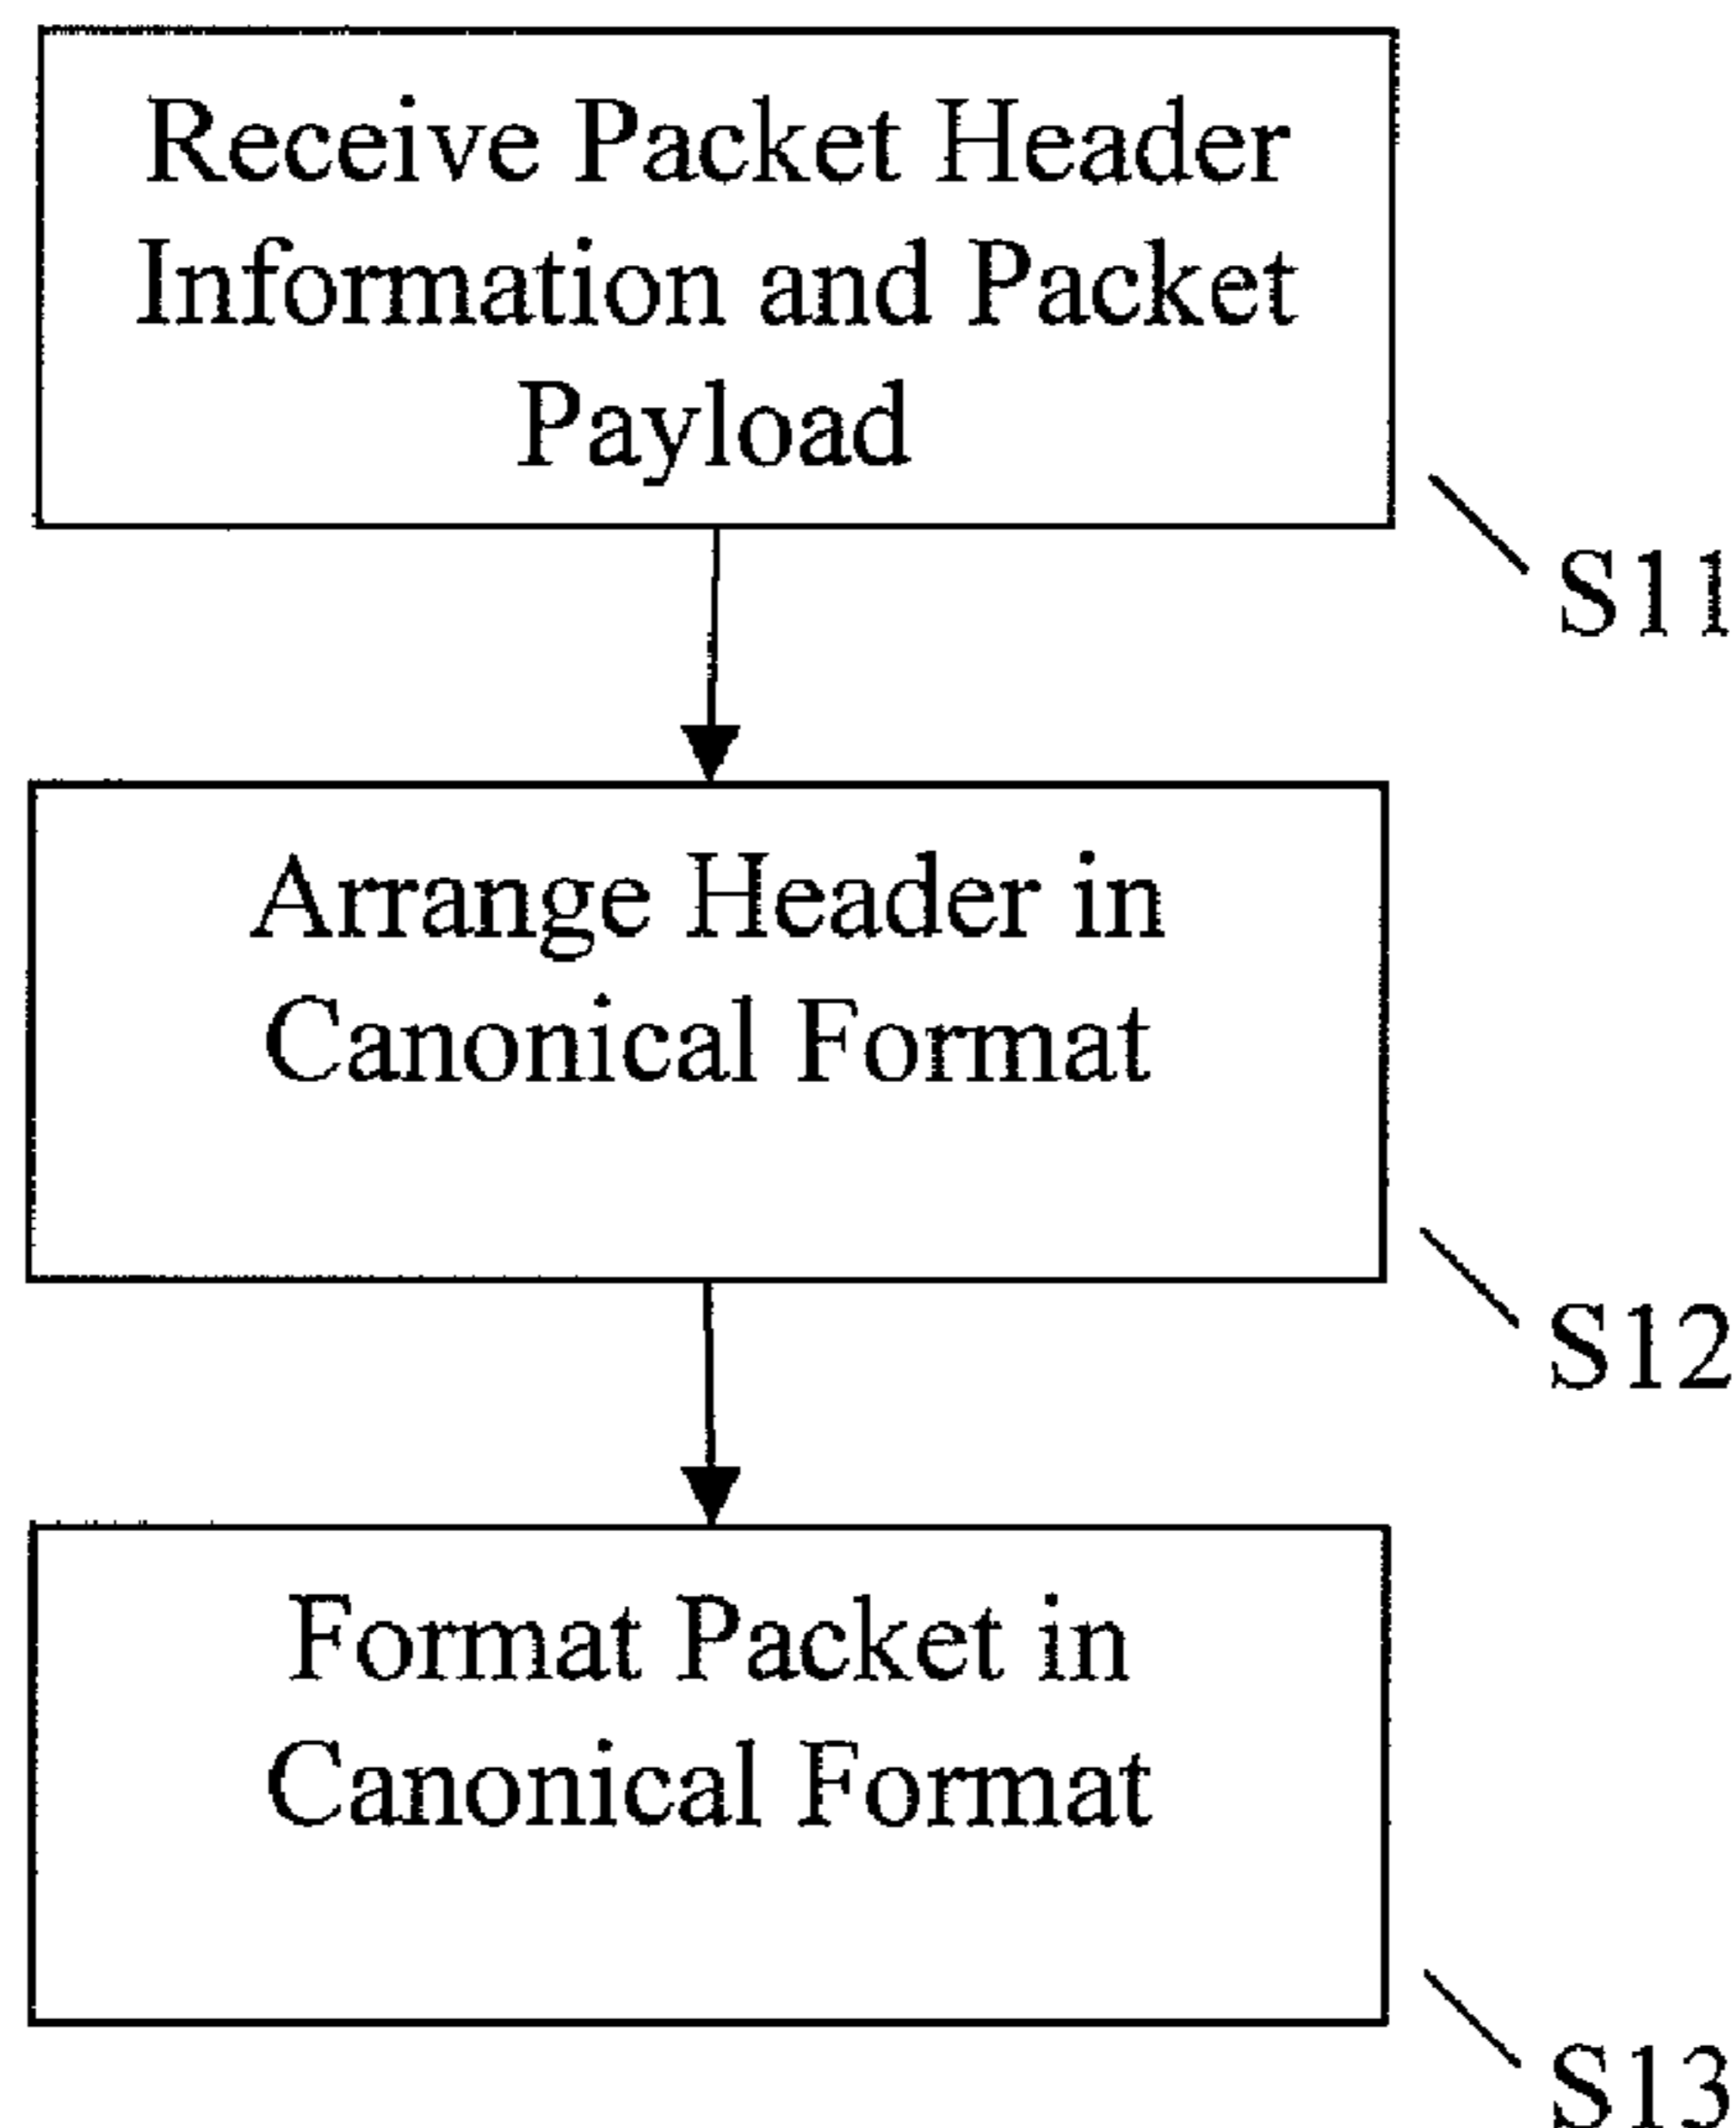 Receive Packet Header
Information and Packet
Payload
S11
Arrange Header in
Canonical Format
S12
Format Packet in
Canonical Format
S13